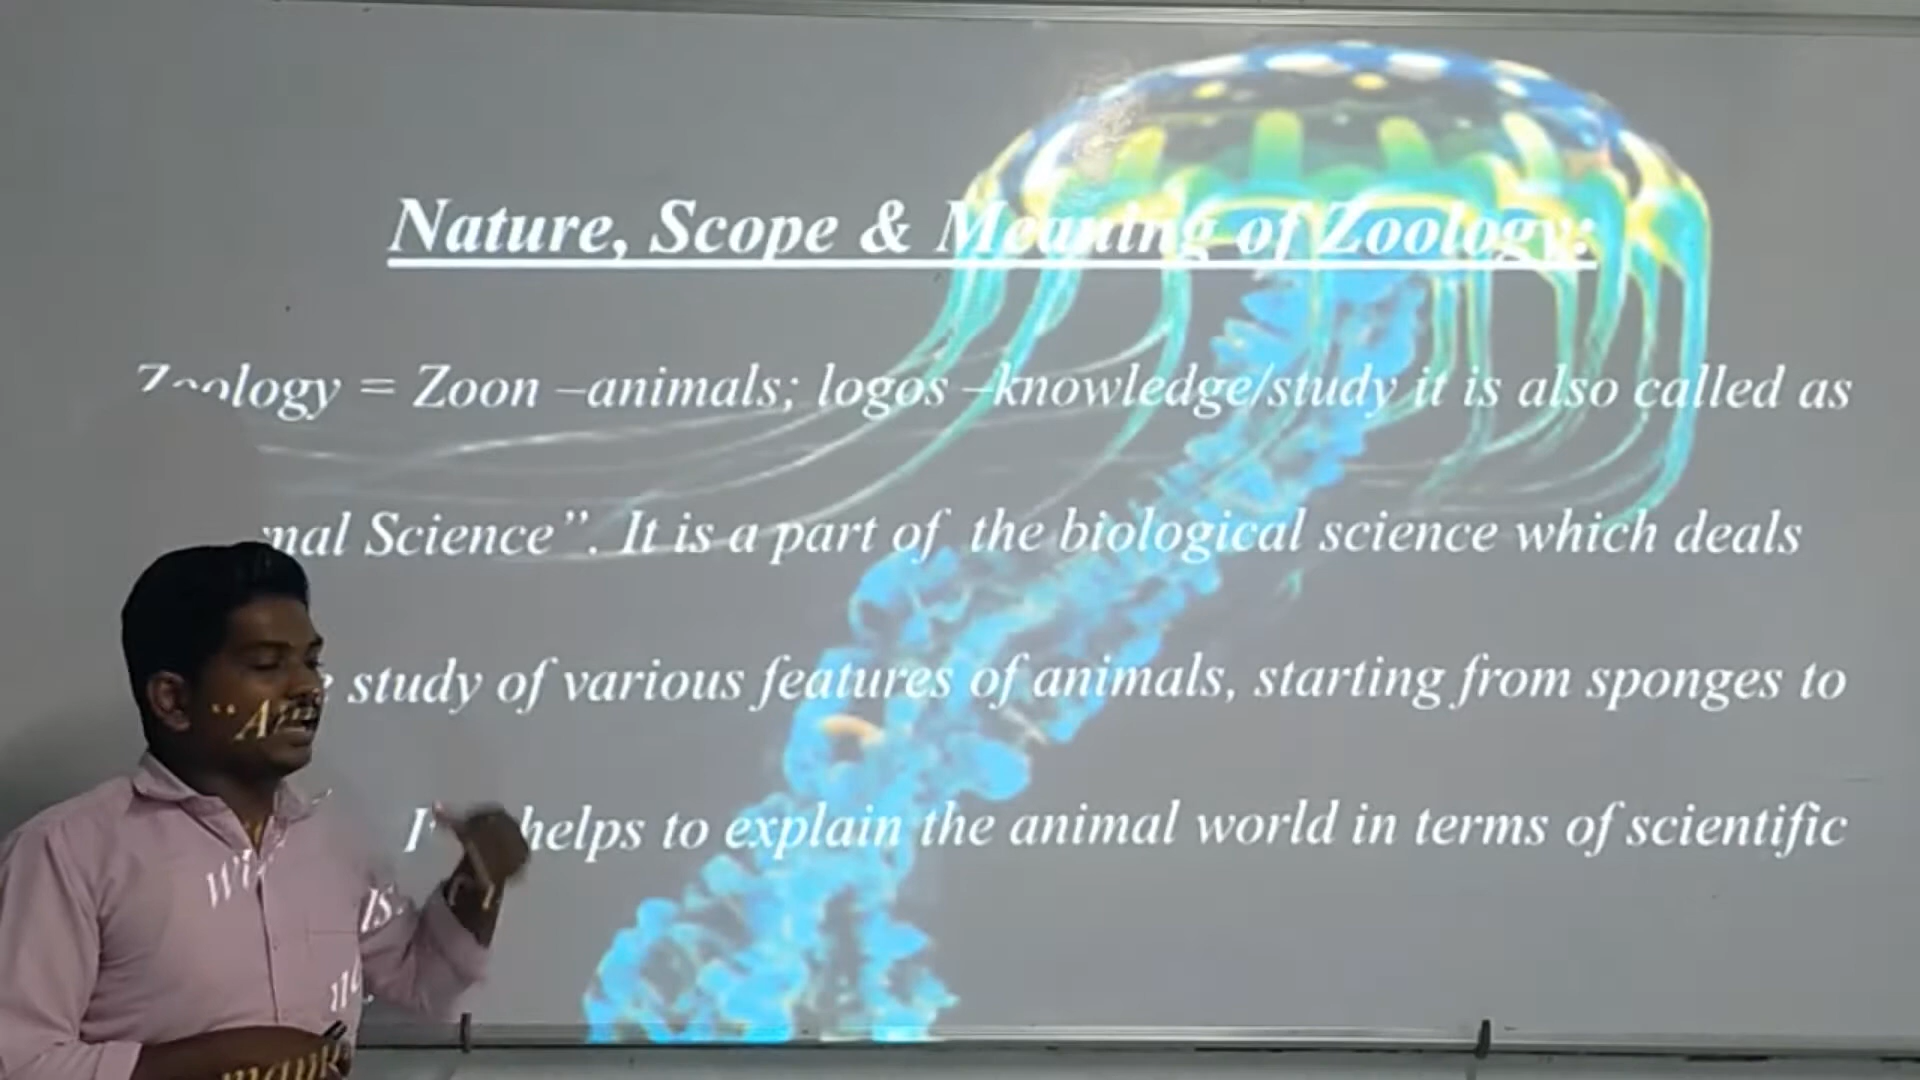 Nature, Scope & Meaning of Zoology:
Zoology = Zoon –animals; logos –knowledge/study it is also called as
mal Science”. It is a part of the biological science which deals
study of various features of animals, starting from sponges to
helps to explain the animal world in terms of scientific